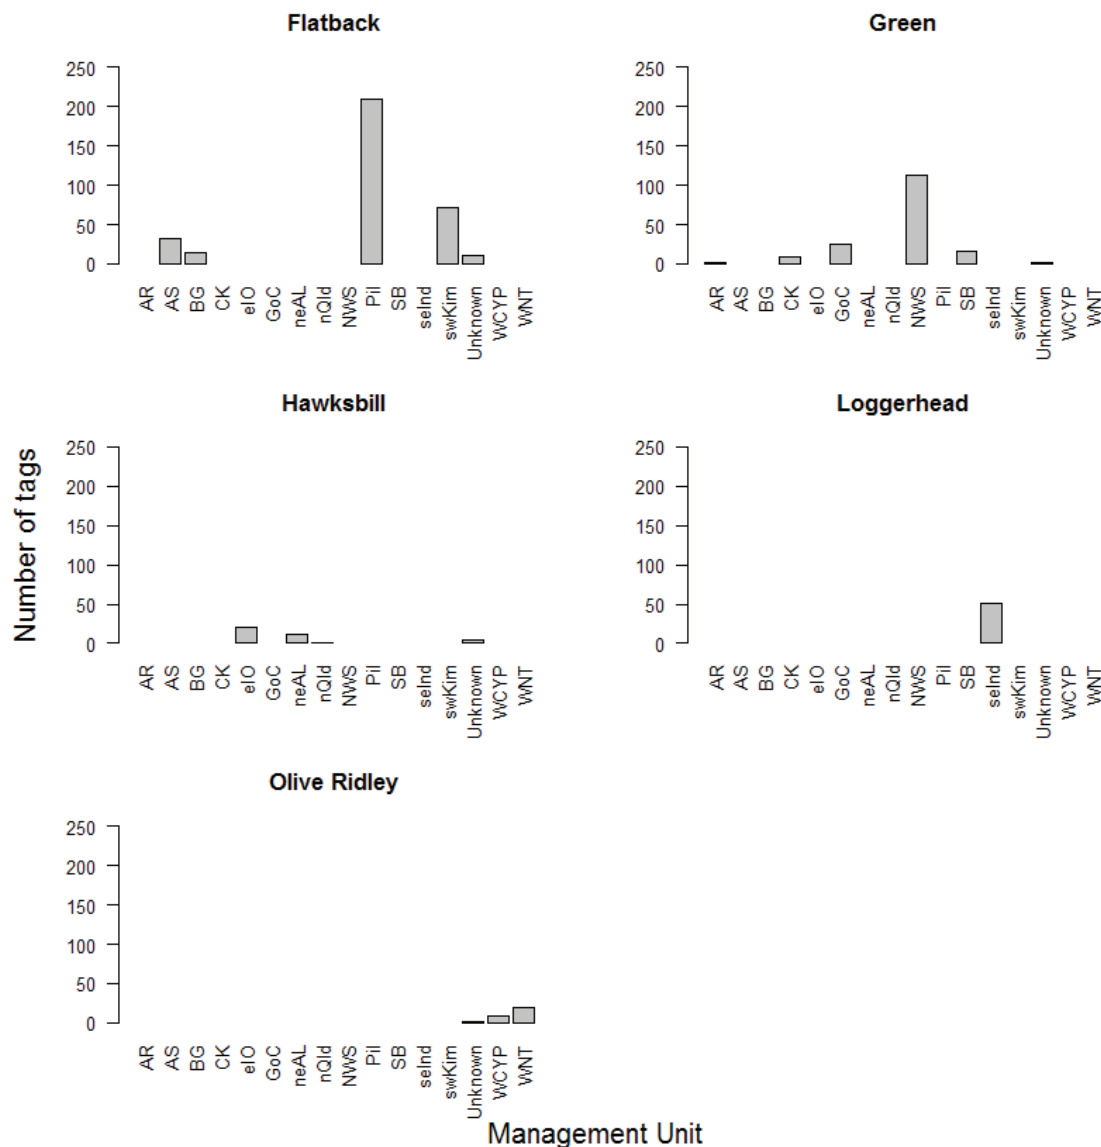 Flatback
250
200
150
100
50
0
AR
AS
BG
CK
eIO
GoC
neAL
nQld
NWS
Pil
SB
seInd
swKim
Unknown
WCYP
WNT
Green
250
200
150
100
50
0
AR
AS
BG
CK
eIO
GoC
neAL
nQld
NWS
Pil
SB
seInd
swKim
Unknown
WCYP
WNT
Number of tags
Hawksbill
250
200
150
100
50
0
AR
AS
BG
CK
eIO
GoC
neAL
nQld
NWS
Pil
SB
seInd
swKim
Unknown
WCYP
WNT
Loggerhead
250
200
150
100
50
0
AR
AS
BG
CK
eIO
GoC
neAL
nQld
NWS
Pil
SB
seInd
swKim
Unknown
WCYP
WNT
Olive Ridley
250
200
150
100
50
0
AR
AS
BG
CK
eIO
GoC
neAL
nQld
NWS
Pil
SB
seInd
swKim
Unknown
WCYP
WNT
Management Unit